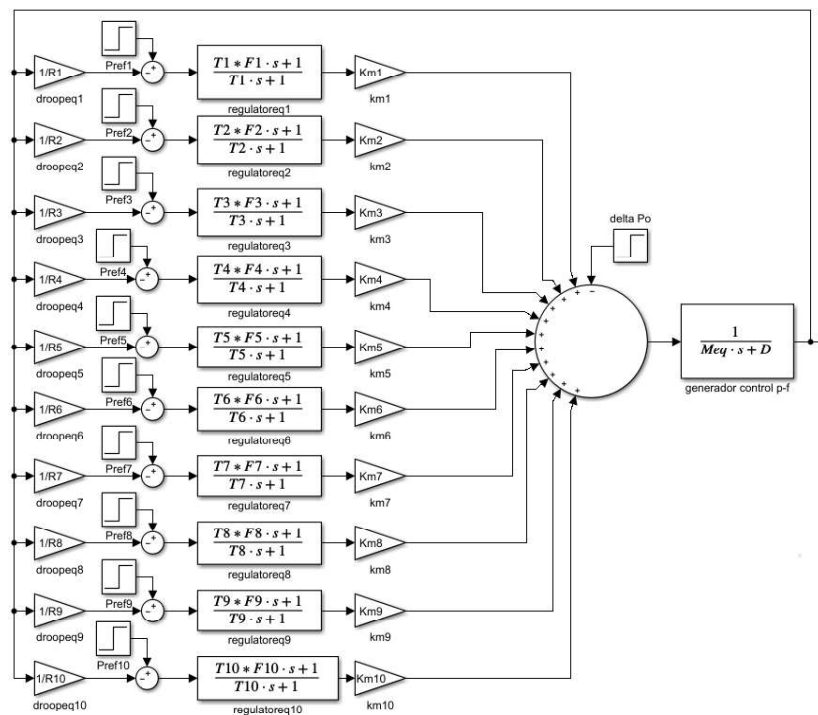 Pref1
1/R1
- +
T1 * F1 · s + 1
T1 · s + 1
Km1
droopeq1
regulatoreq1
km1
Pref2
1/R2
- +
T2 * F2 · s + 1
T2 · s + 1
Km2
droopeq2
regulatoreq2
km2
Pref3
1/R3
- +
T3 * F3 · s + 1
T3 · s + 1
Km3
droopeq3
regulatoreq3
km3
delta Po
Pref4
1/R4
- +
T4 * F4 · s + 1
T4 · s + 1
Km4
droopeq4
regulatoreq4
km4
Pref5
1/R5
- +
T5 * F5 · s + 1
T5 · s + 1
Km5
droopeq5
regulatoreq5
km5
+ + + + + + + + + + -
1
Meq · s + D
generador control p-f
Pref6
1/R6
- +
T6 * F6 · s + 1
T6 · s + 1
Km6
droopeq6
regulatoreq6
km6
Pref7
1/R7
- +
T7 * F7 · s + 1
T7 · s + 1
Km7
droopeq7
regulatoreq7
km7
Pref8
1/R8
- +
T8 * F8 · s + 1
T8 · s + 1
Km8
droopeq8
regulatoreq8
km8
Pref9
1/R9
- +
T9 * F9 · s + 1
T9 · s + 1
Km9
droopeq9
regulatoreq9
km9
Pref10
1/R10
- +
T10 * F10 · s + 1
T10 · s + 1
Km10
droopeq10
regulatoreq10
km10